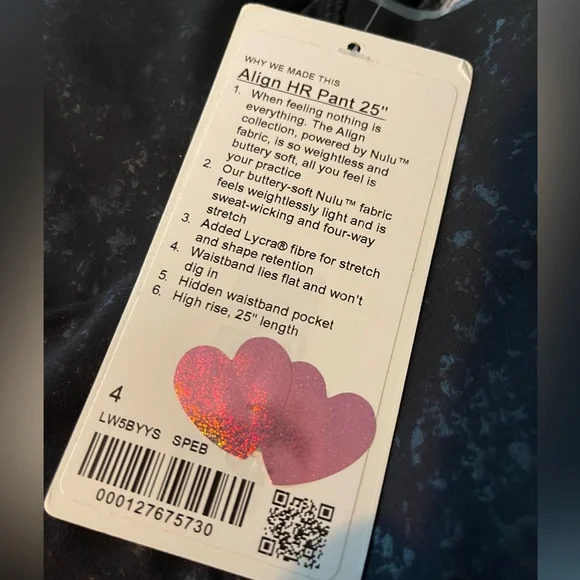 WHY WE MADE THIS
Align HR Pant 25"
1. When feeling nothing is
everything. The Align
collection, powered by Nulu™
fabric, is so weightless and
buttery soft, all you feel is
your practice
2. Our buttery-soft Nulu™ fabric
feels weightlessly light and is
sweat-wicking and four-way
stretch
3. Added Lycra® fibre for stretch
and shape retention
4. Waistband lies flat and won't
dig in
5. Hidden waistband pocket
6. High rise, 25" length
4
LW5BYYS SPEB
000127675730